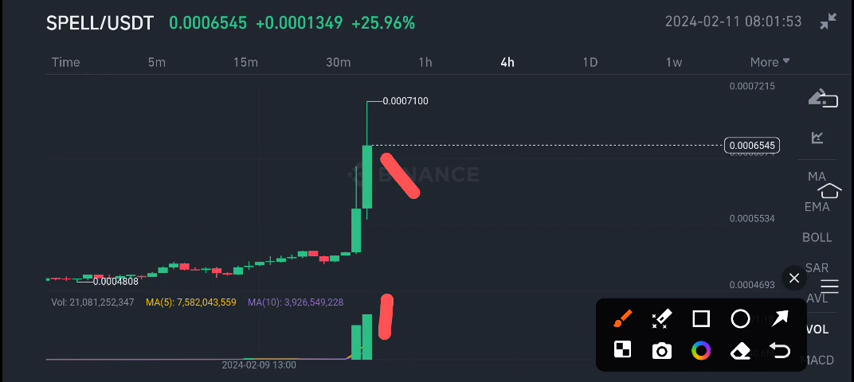 SPELL/USDT 0.0006545 +0.0001349 +25.96% 2024-02-11 08:01:53
Time 5m 15m 30m 1h 4h 1D 1w More
0.0007215
0.0007100
0.0006545
BINANCE
MA
EMA
0.0005534
BOLL
SAR
0.0004808
0.0004693
AVL
Vol: 21,081,252,347 MA(5): 7,582,043,559 MA(10): 3,926,549,228
VOL
MACD
2024-02-09 13:00